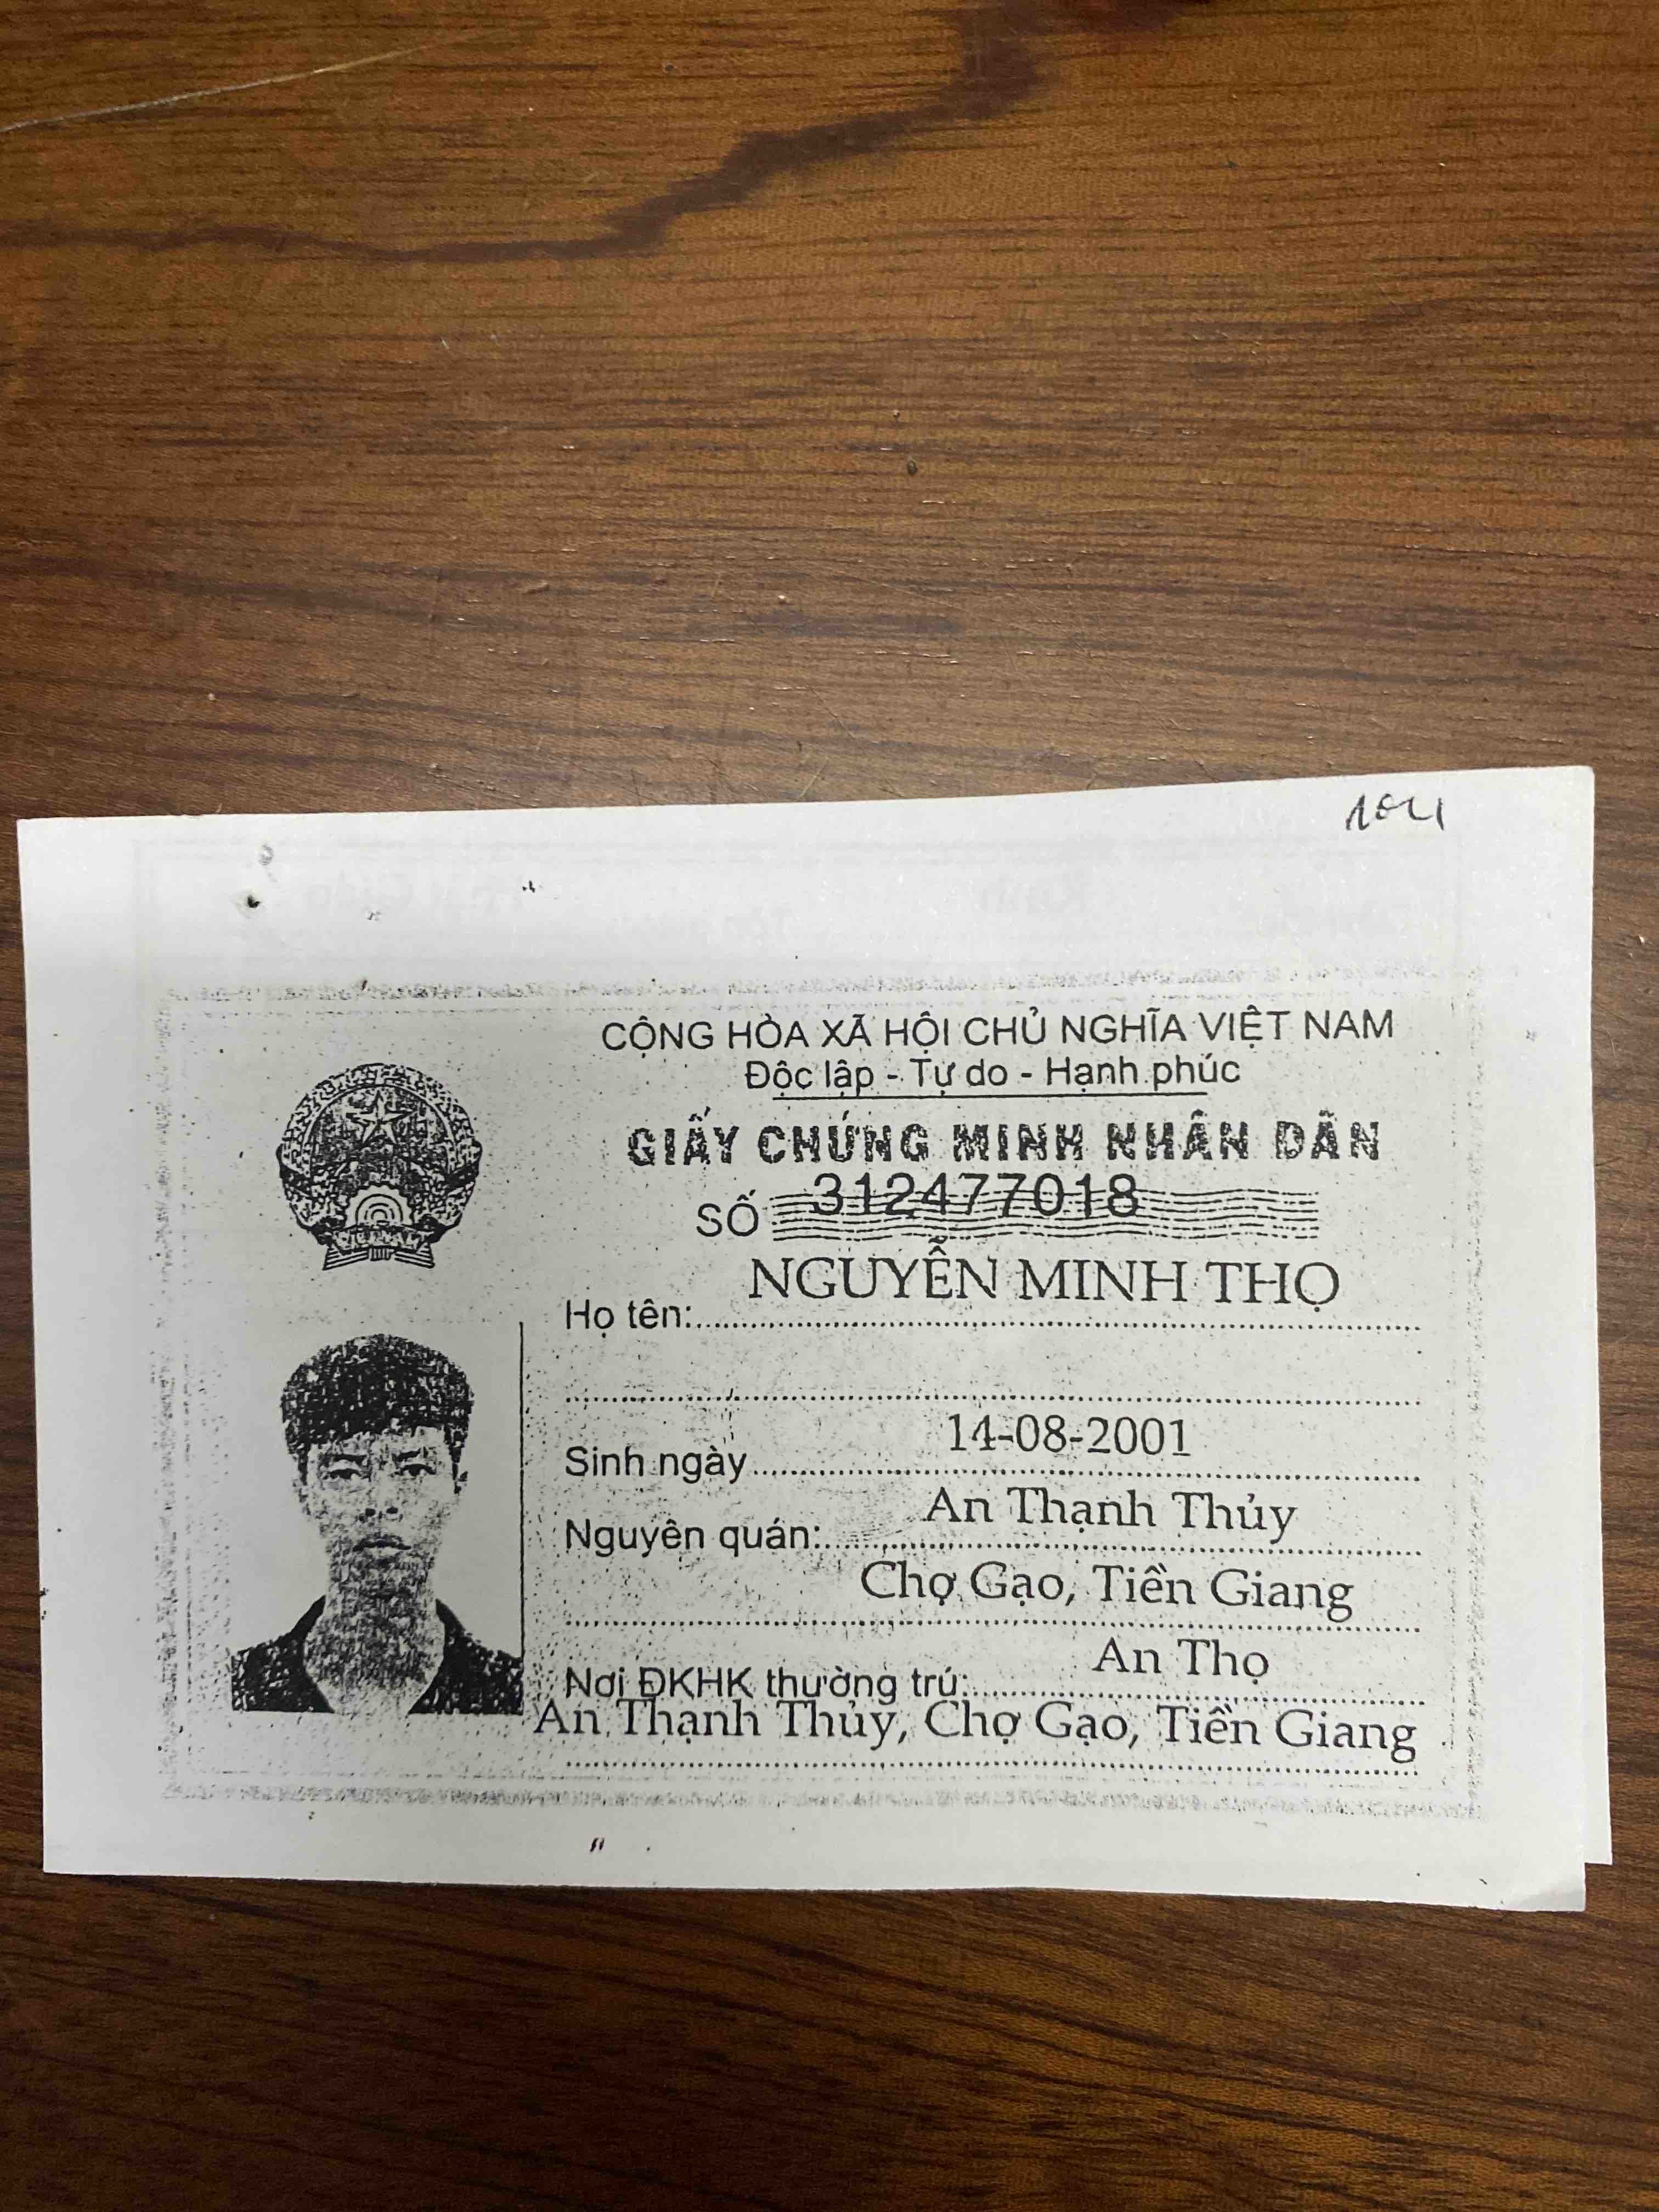 CỘNG HÒA XÃ HỘI CHỦ NGHĨA VIỆT NAM
Độc lập - Tự do - Hạnh phúc
GIẤY CHỨNG MINH NHÂN DÂN
SỐ 312477018
Họ tên: NGUYỄN MINH THỌ
Sinh ngày 14-08-2001
Nguyên quán: An Thạnh Thủy
Chợ Gạo, Tiền Giang
Nơi ĐKHK thường trú: An Thọ
An Thạnh Thủy, Chợ Gạo, Tiền Giang